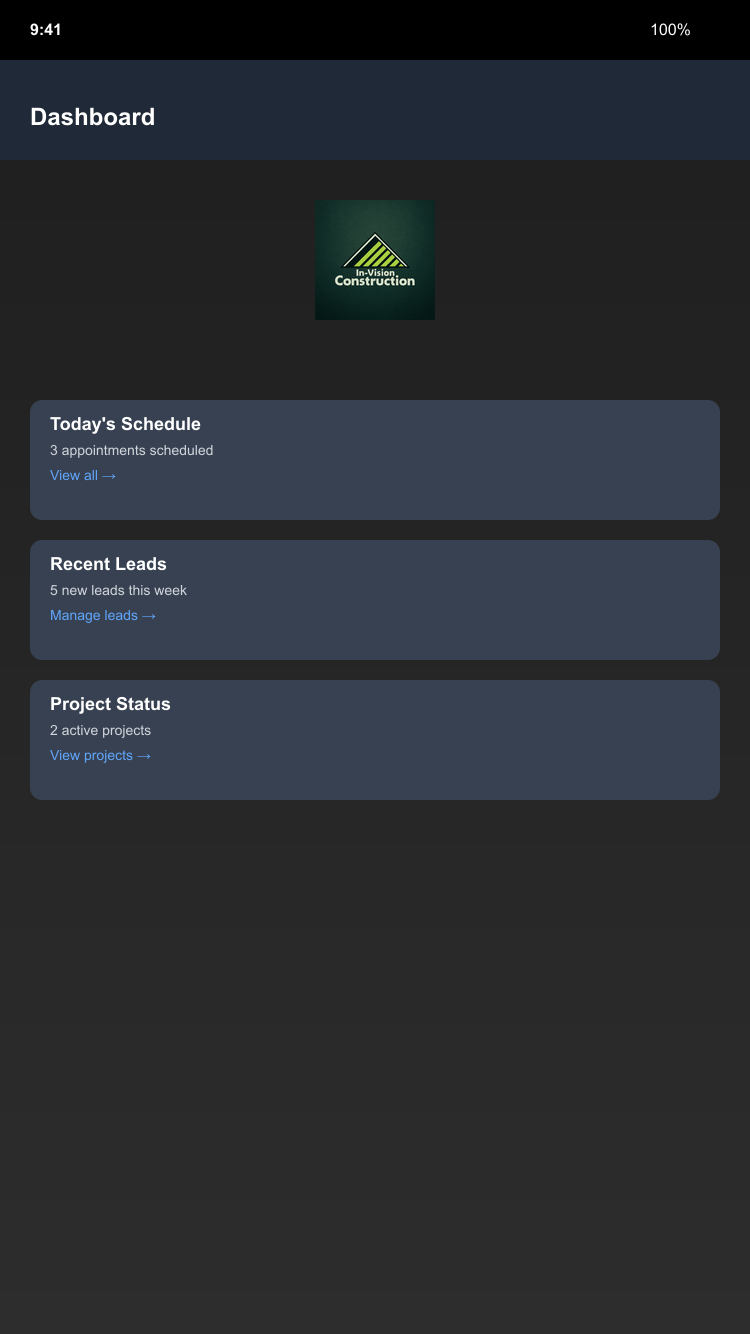 9:41
100%
Dashboard
In-Vision
Construction
Today's Schedule
3 appointments scheduled
View all →
Recent Leads
5 new leads this week
Manage leads →
Project Status
2 active projects
View projects →